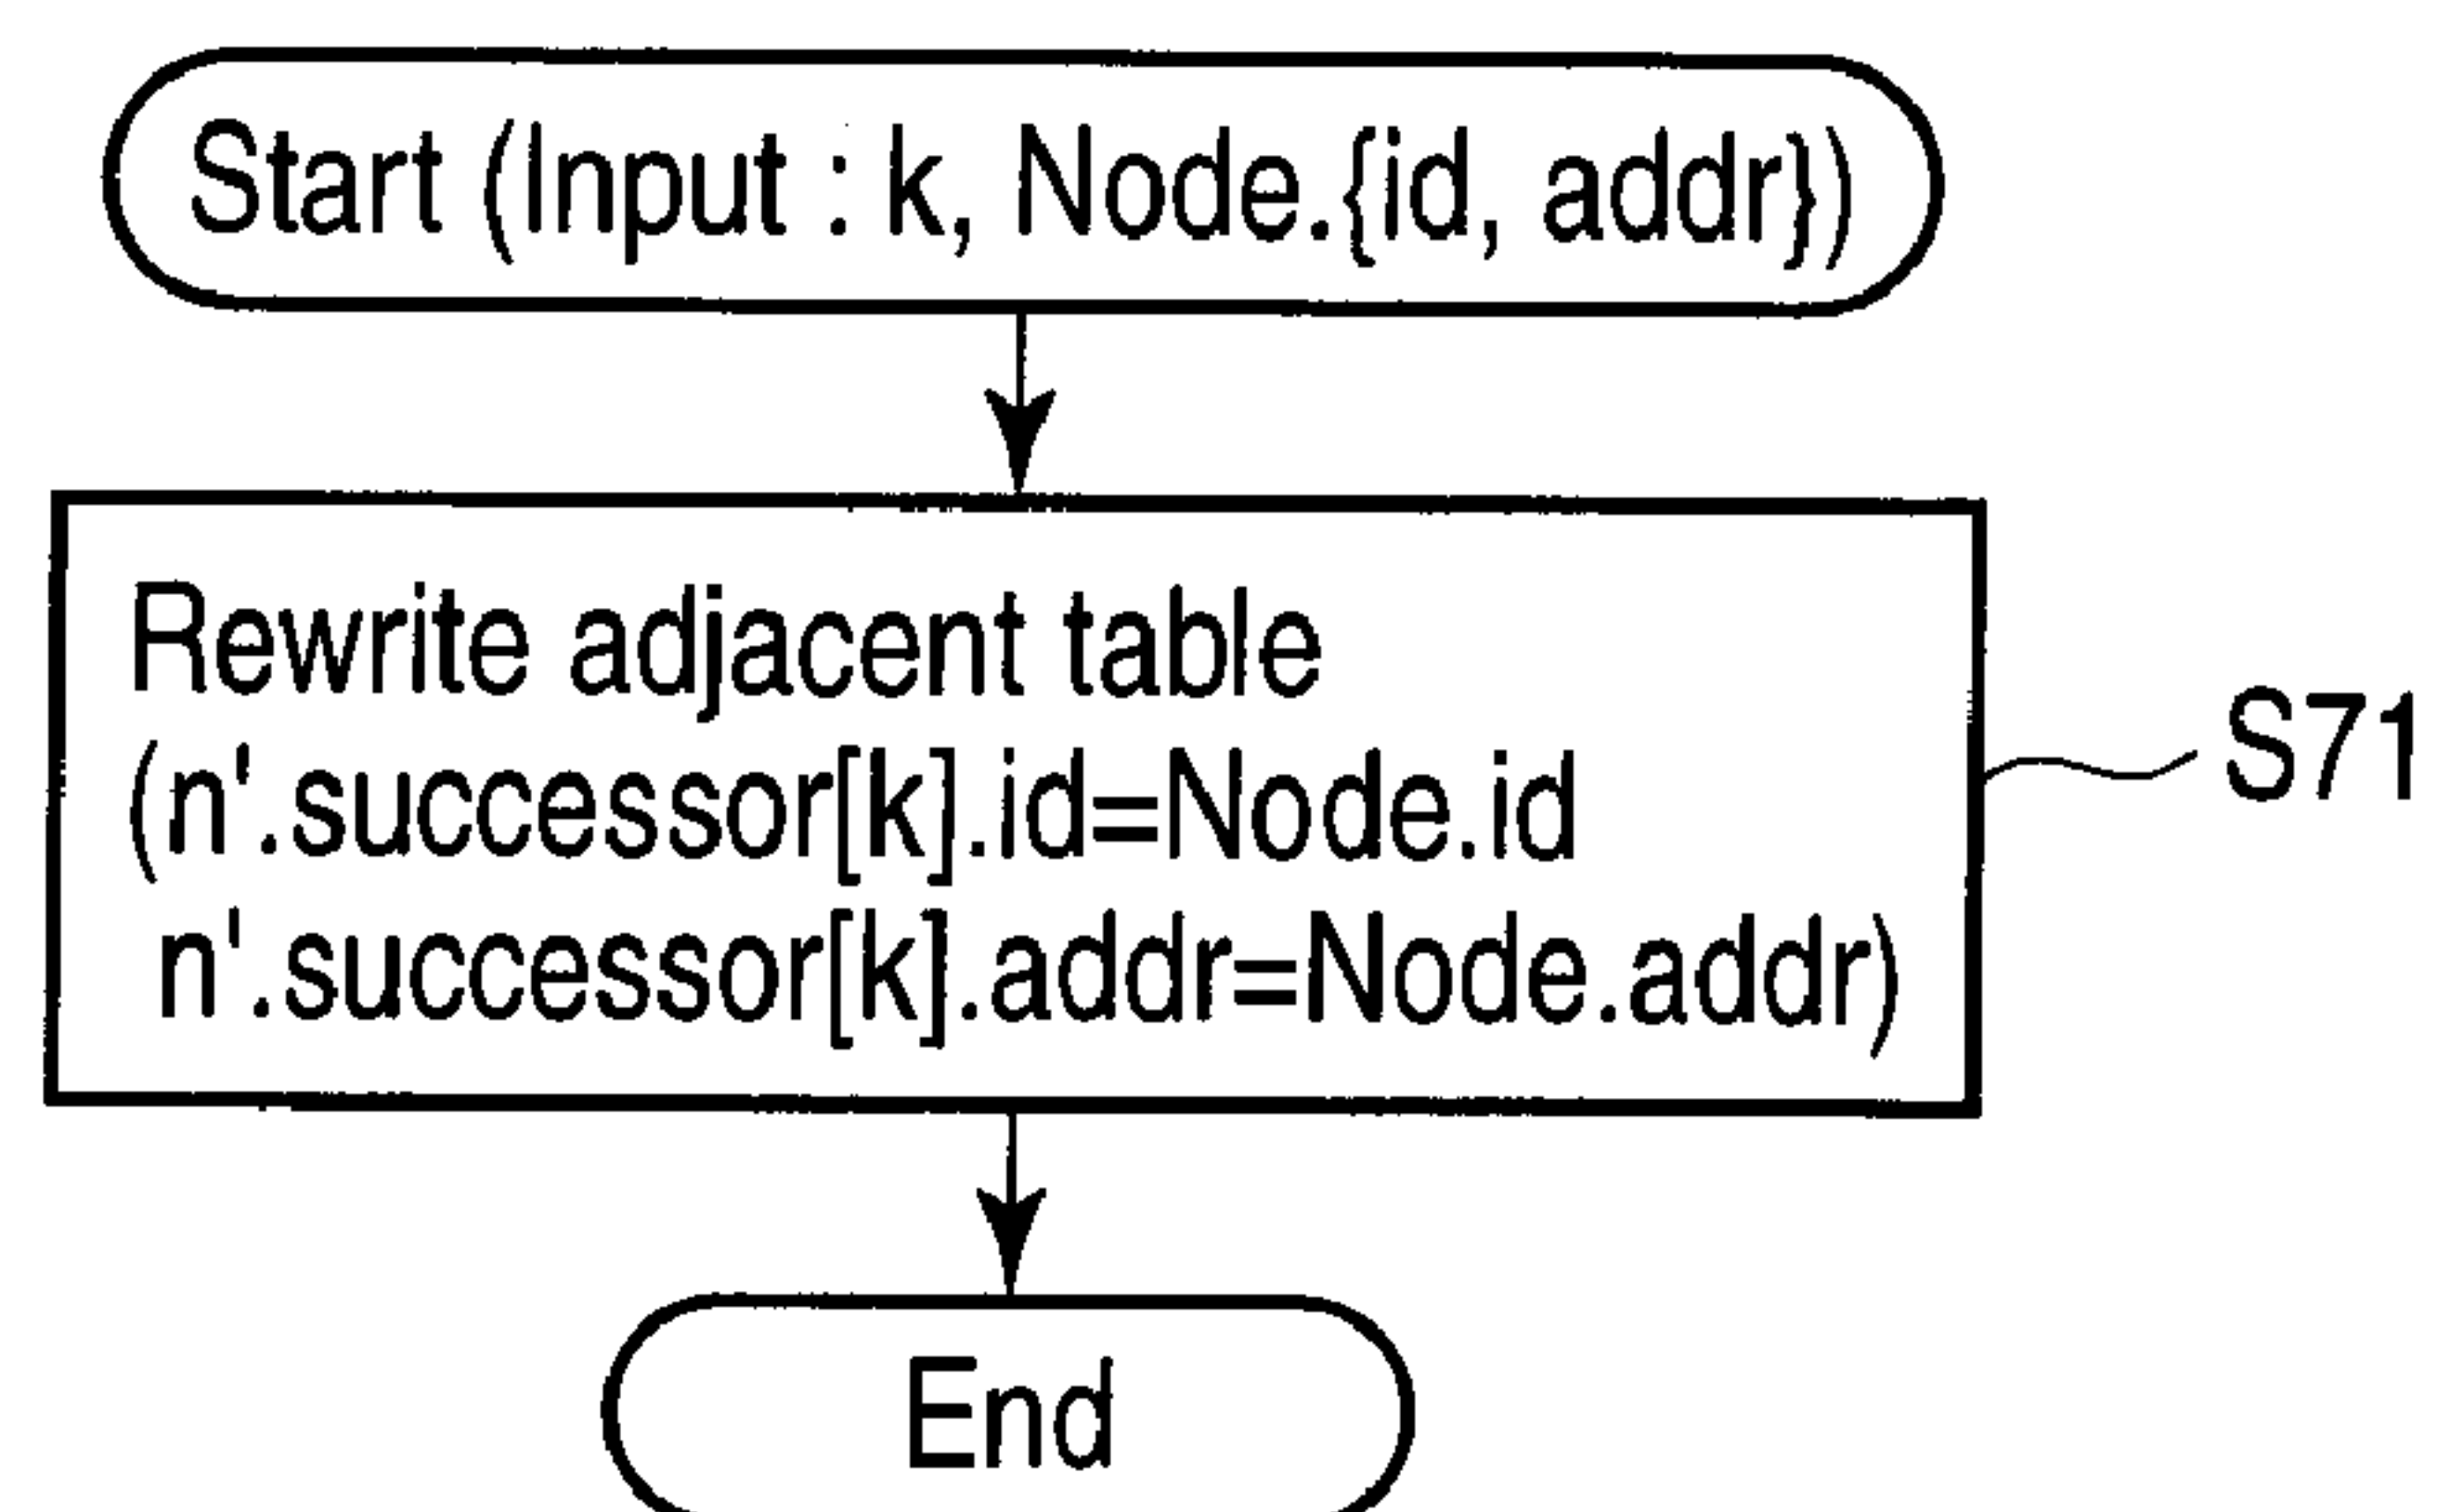 Start (Input : k, Node.{id, addr})
Rewrite adjacent table
(n'.successor[k].id=Node.id
n'.successor[k].addr=Node.addr)
S71
End